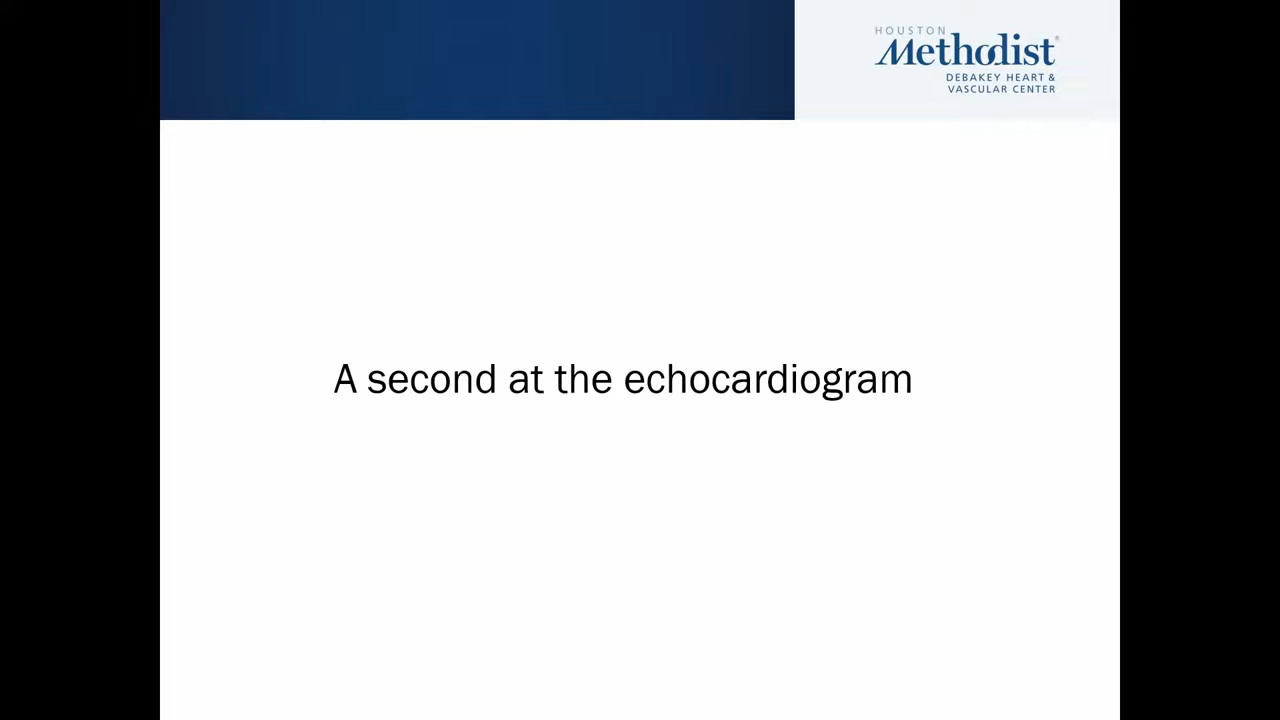 HOUSTON
Methodist®
DEBAKEY HEART &
VASCULAR CENTER
A second at the echocardiogram